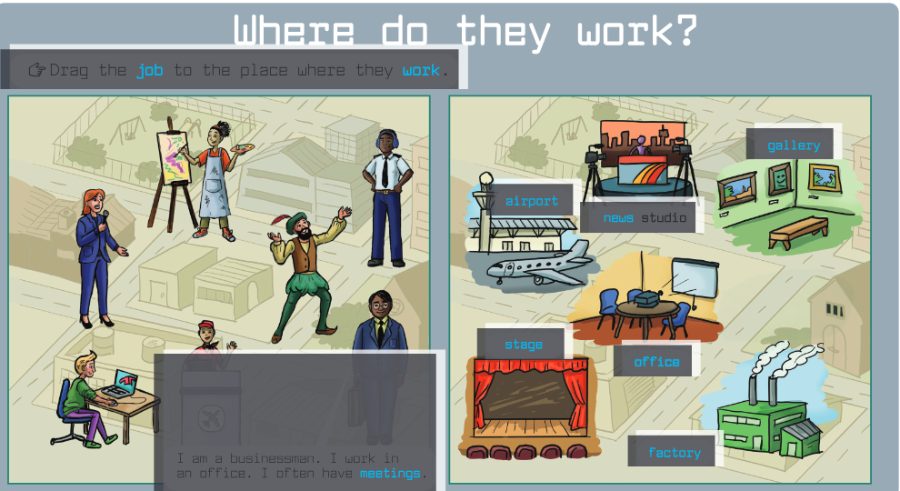 Where do they work?
Drag the job to the place where they work.
gallery
airport
news studio
stage
office
factory
I am a businessman. I work in
an office. I often have meetings.